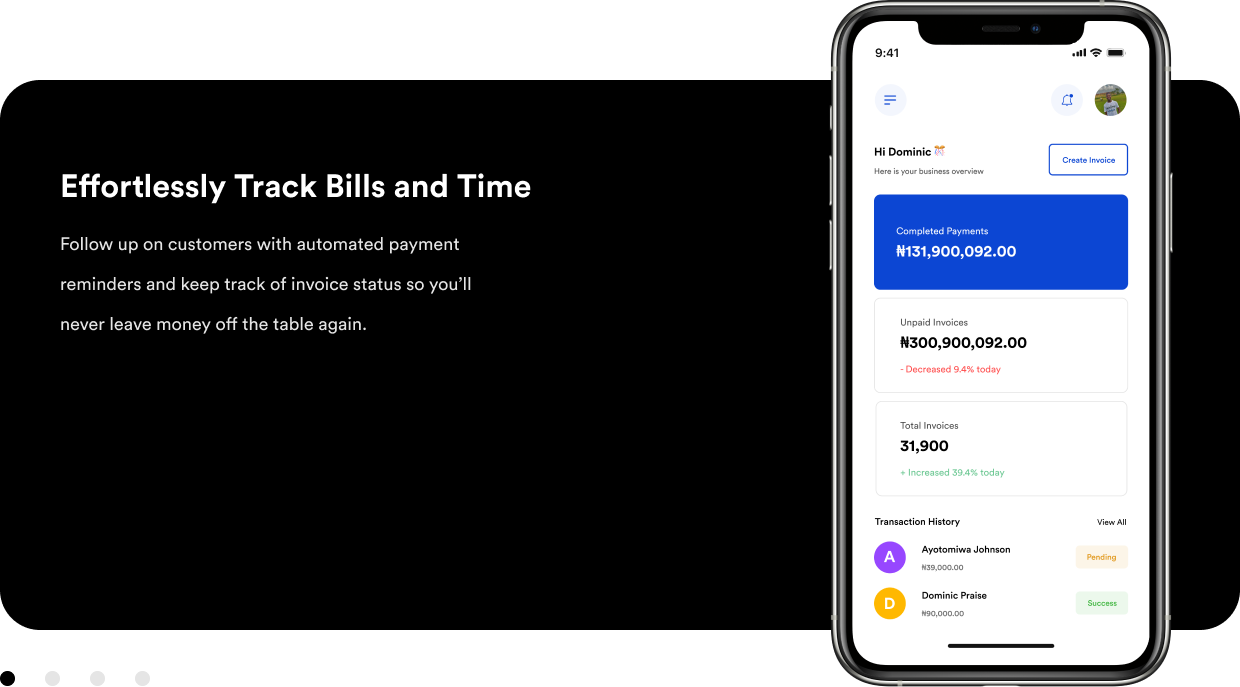 Effortlessly Track Bills and Time
Follow up on customers with automated payment
reminders and keep track of invoice status so you’ll
never leave money off the table again.
9:41
Hi Dominic
Here is your business overview
Create Invoice
Completed Payments
₦131,900,092.00
Unpaid Invoices
₦300,900,092.00
- Decreased 9.4% today
Total Invoices
31,900
+ Increased 39.4% today
Transaction History
View All
A
Ayotomiwa Johnson
₦39,000.00
Pending
D
Dominic Praise
₦90,000.00
Success